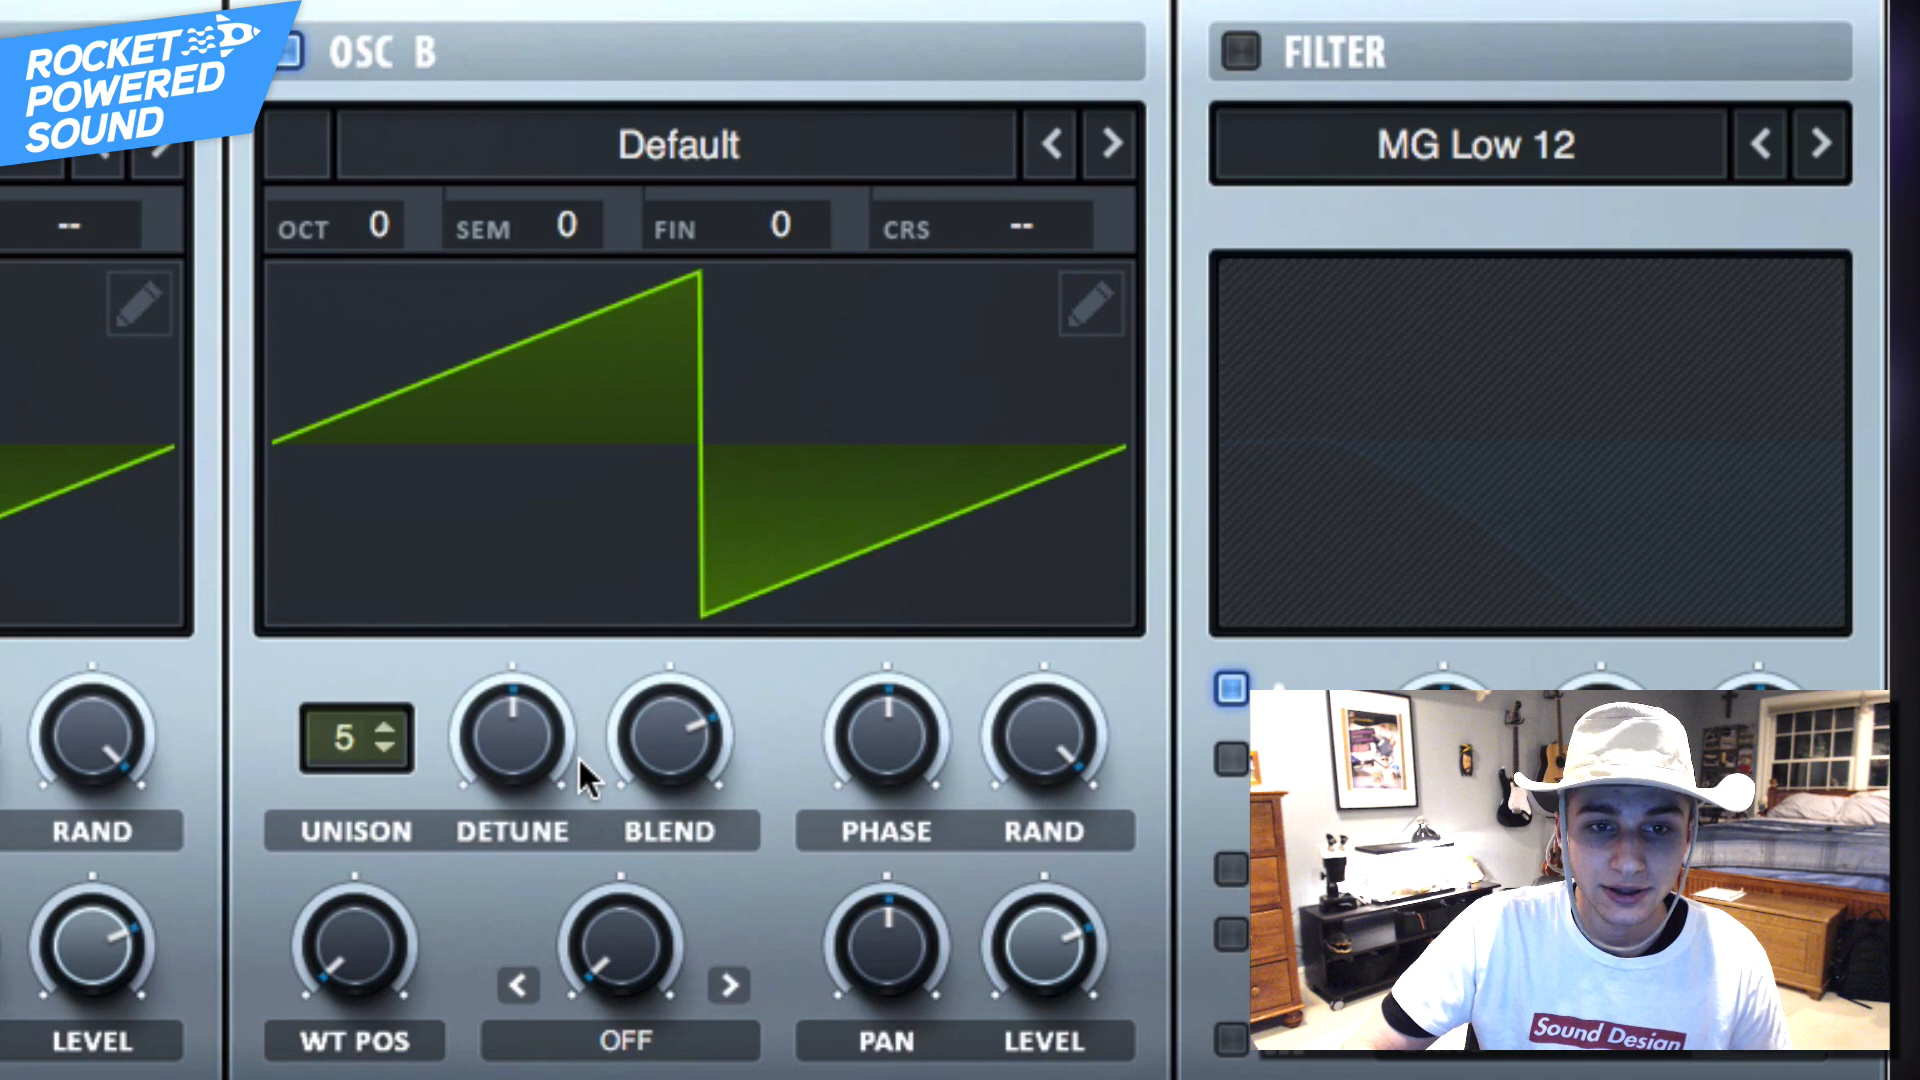 ROCKET
POWERED
SOUND
OSC B
FILTER
Default
MG Low 12
--
OCT 0 SEM 0 FIN 0 CRS --
5
RAND UNISON DETUNE BLEND PHASE RAND
LEVEL WT POS OFF PAN LEVEL
Sound Design